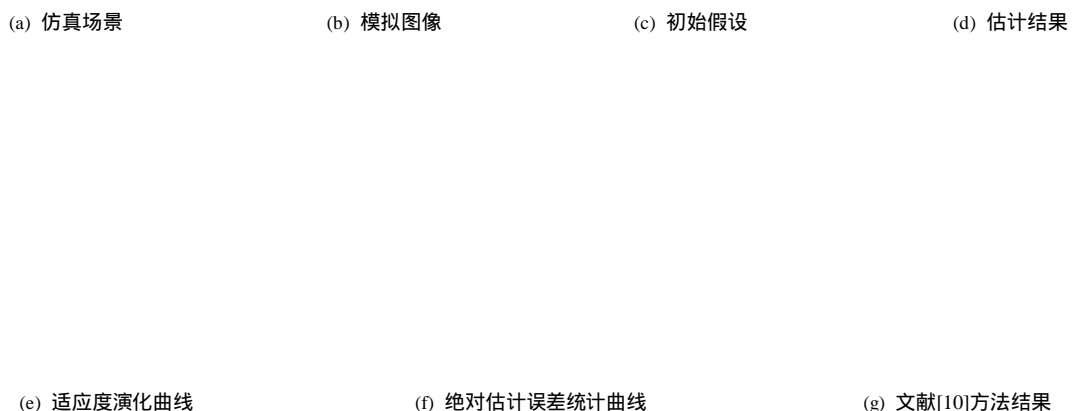 (a) 仿真场景 (b) 模拟图像 (c) 初始假设 (d) 估计结果
(e) 适应度演化曲线 (f) 绝对估计误差统计曲线 (g) 文献[10]方法结果